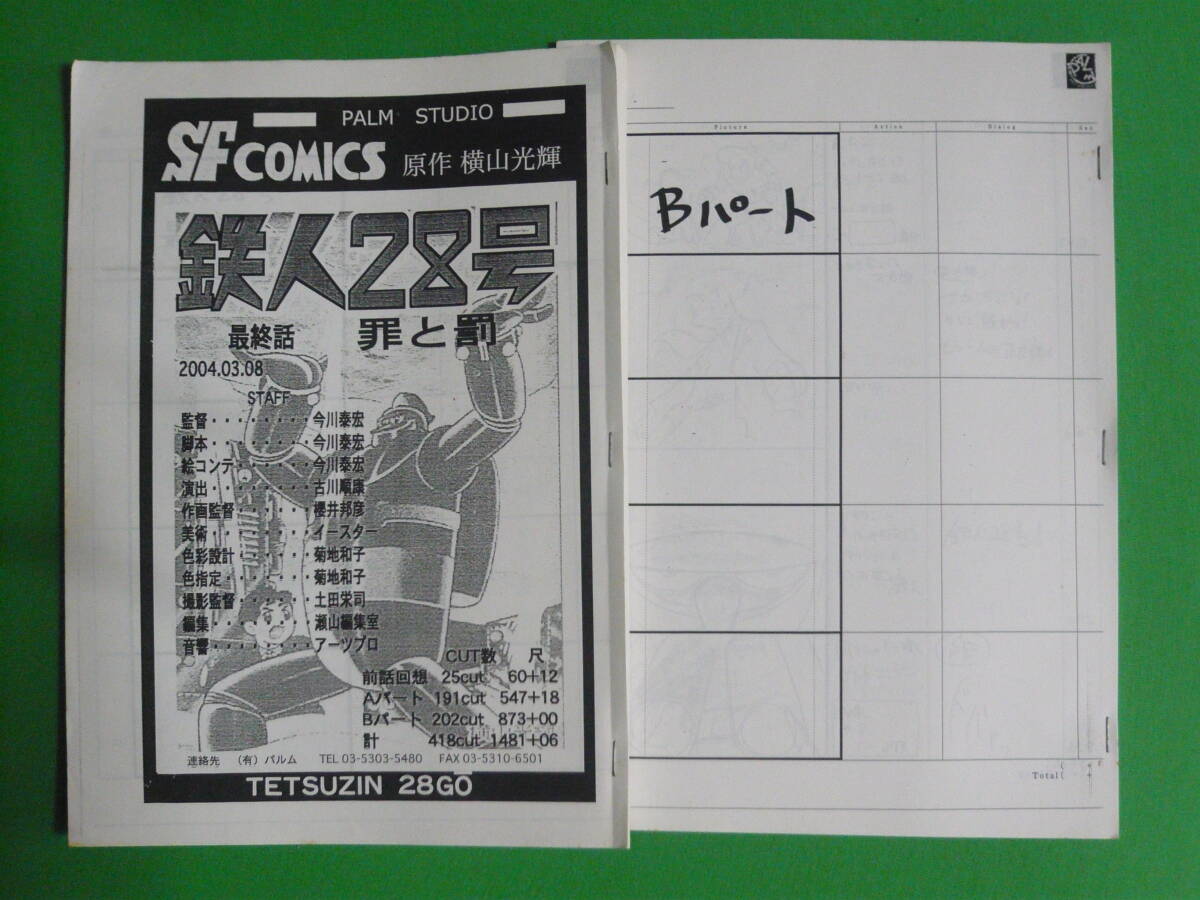 PALM STUDIO
SF COMICS 原作 横山光輝
鉄人28号
最終話 罪と罰
2004.03.08
STAFF
監督・・・・・・・・今川泰宏
脚本・・・・・・・・今川泰宏
絵コンテ・・・・・・今川泰宏
演出・・・・・・・・古川順康
作画監督・・・・・・櫻井邦彦
美術・・・・・・・・イースター
色彩設計・・・・・・菊地和子
色指定・・・・・・・菊地和子
撮影監督・・・・・・土田栄司
編集・・・・・・・・瀬山編集室
音響・・・・・・・・アーツプロ
CUT数 尺
前話回想 25cut 60+12
Aパート 191cut 547+18
Bパート 202cut 873+00
計 418cut 1481+06
連絡先 (有)パルム TEL 03-5303-5480 FAX 03-5310-6501
TETSUZIN 28GŌ
Picture Action Dialog Sec
Bパート
Total(